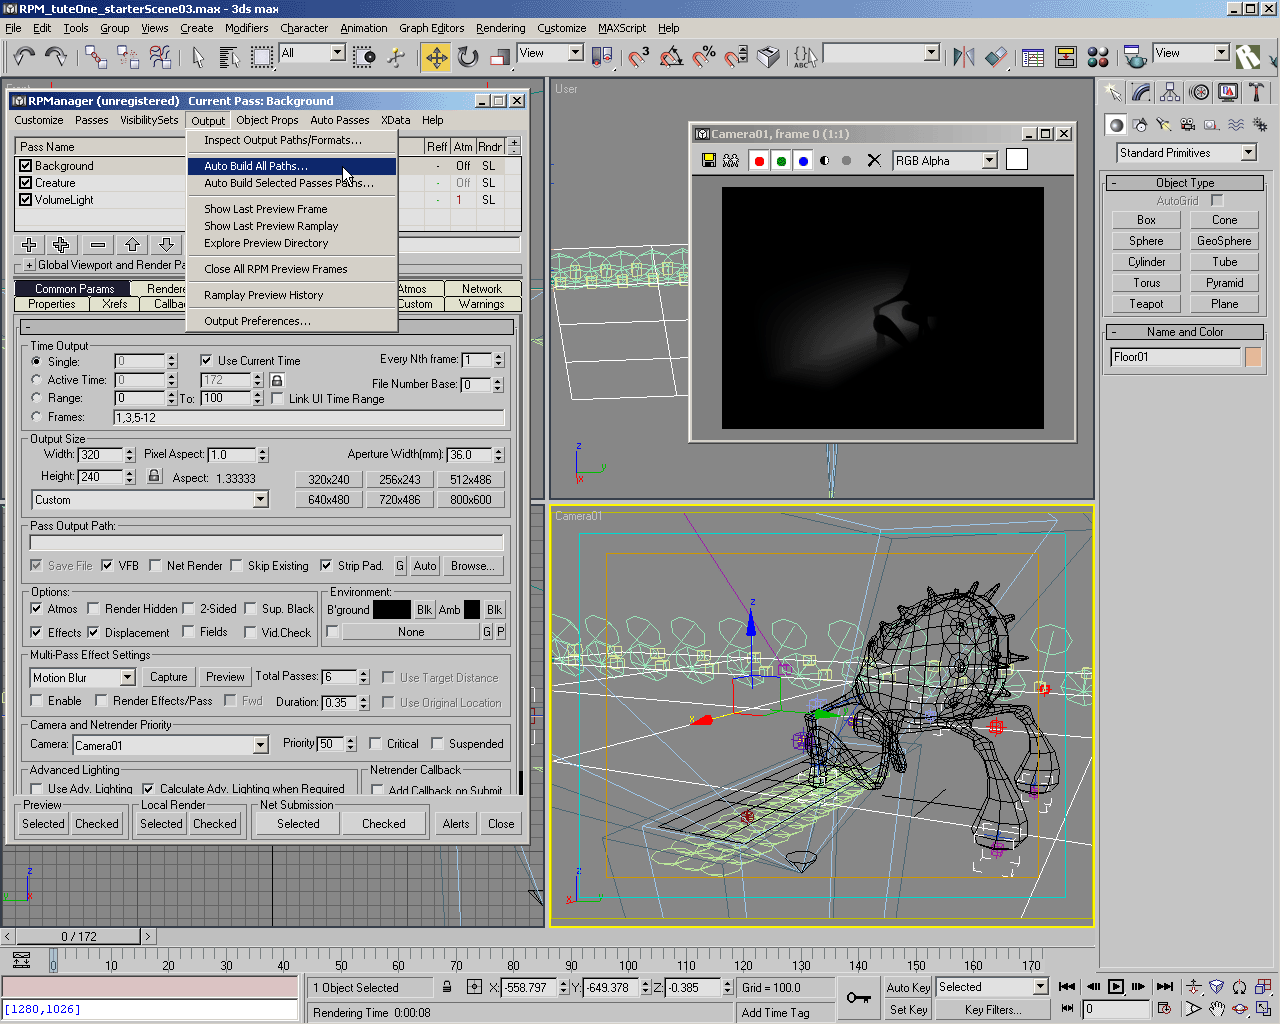 RPM_tuteOne_starterScene03.max - 3ds max
File Edit Tools Group Views Create Modifiers Character Animation Graph Editors Rendering Customize MAXScript Help
All View View
RPManager (unregistered) Current Pass: Background
Customize Passes VisibilitySets Output Object Props Auto Passes XData Help
Pass Name Reff Atm Rndr
Background - Off SL
Creature - Off SL
VolumeLight - 1 SL
Inspect Output Paths/Formats...
Auto Build All Paths...
Auto Build Selected Passes Paths...
Show Last Preview Frame
Show Last Preview Ramplay
Explore Preview Directory
Close All RPM Preview Frames
Ramplay Preview History
Output Preferences...
Global Viewport and Render Pa
Common Params Rendere Atmos Network
Properties Xrefs Callba Custom Warnings
Time Output
Single: 0 Use Current Time Every Nth frame: 1
Active Time: 0 172 File Number Base: 0
Range: 0 To: 100 Link UI Time Range
Frames: 1,3,5-12
Output Size
Width: 320 Pixel Aspect: 1.0 Aperture Width(mm): 36.0
Height: 240 Aspect: 1.33333 320x240 256x243 512x486
Custom 640x480 720x486 800x600
Pass Output Path:
Save File VFB Net Render Skip Existing Strip Pad. G Auto Browse...
Options: Environment:
Atmos Render Hidden 2-Sided Sup. Black B'ground Blk Amb Blk
Effects Displacement Fields Vid.Check None G P
Multi-Pass Effect Settings
Motion Blur Capture Preview Total Passes: 6 Use Target Distance
Enable Render Effects/Pass Fwd Duration: 0.35 Use Original Location
Camera and Netrender Priority
Camera: Camera01 Priority 50 Critical Suspended
Advanced Lighting Netrender Callback
Use Adv. Lighting Calculate Adv. Lighting when Required Add Callback on Submit
Preview Local Render Net Submission
Selected Checked Selected Checked Selected Checked Alerts Close
User
Camera01, frame 0 (1:1)
RGB Alpha
z
y
x
Camera01
z
x
z
y
x
z
y
x
Standard Primitives
Object Type
AutoGrid
Box Cone
Sphere GeoSphere
Cylinder Tube
Torus Pyramid
Teapot Plane
Name and Color
Floor01
0 / 172
0 10 20 30 40 50 60 70 80 90 100 110 120 130 140 150 160 170
1 Object Selected X: -558.797 Y: -649.378 Z: -0.385 Grid = 100.0 Auto Key Selected
[1280,1026] Rendering Time 0:00:08 Add Time Tag Set Key Key Filters... 0